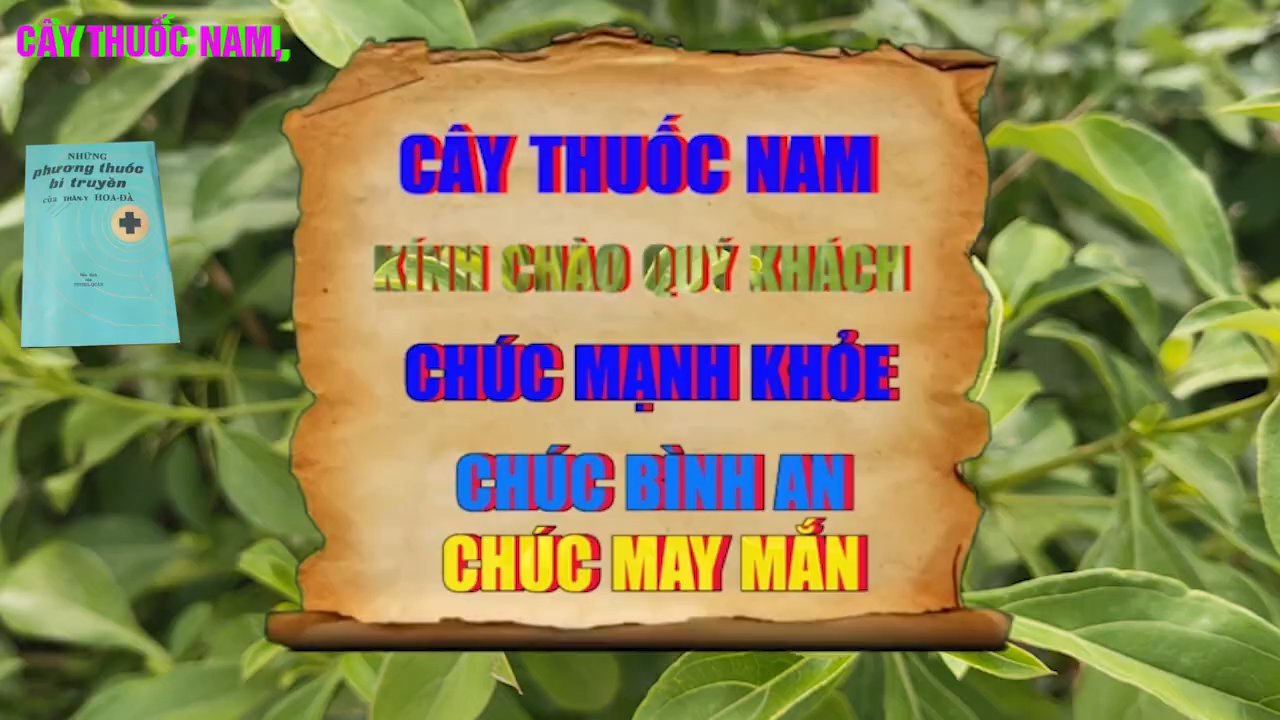 CÂY THUỐC NAM,
NHỮNG
phương thuốc
bí truyền
CỦA THẦN-Y HOA-ĐÀ
CÂY THUỐC NAM
KÍNH CHÀO QUÝ KHÁCH
CHÚC MẠNH KHỎE
CHÚC BÌNH AN
CHÚC MAY MẮN